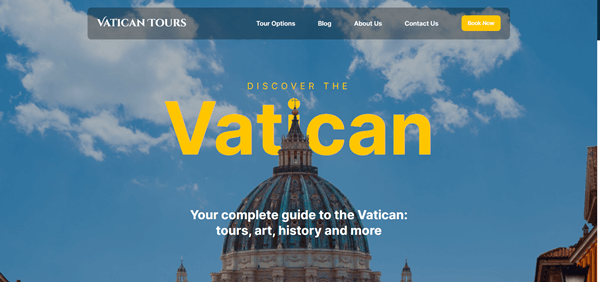 VATICAN TOURS
Tour Options
Blog
About Us
Contact Us
Book Now
DISCOVER THE
Vatican
Your complete guide to the Vatican:
tours, art, history and more